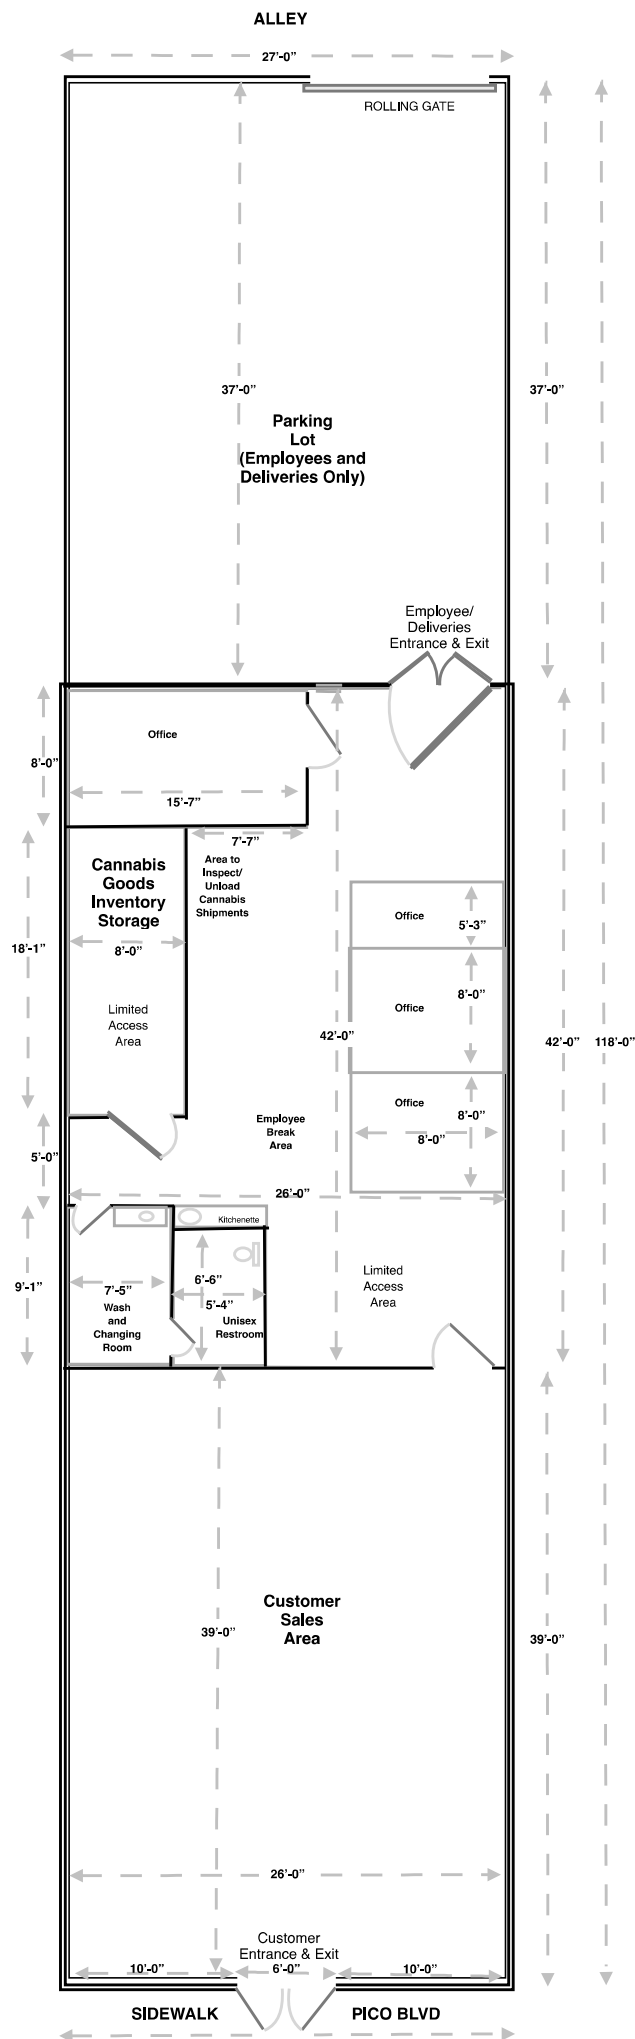 ALLEY
27'-0”
ROLLING GATE
37'-0”
37'-0”
Parking
Lot
(Employees and
Deliveries Only)
Employee/
Deliveries
Entrance & Exit
Office
8'-0”
15'-7”
7'-7”
Cannabis
Goods
Inventory
Storage
Area to
Inspect/
Unload
Cannabis
Shipments
Office
5'-3”
18'-1”
8'-0”
8'-0”
Office
Limited
Access
Area
42'-0”
42'-0”
118'-0”
Office
8'-0”
8'-0”
Employee
Break
Area
5'-0”
26'-0”
Kitchenette
9'-1”
7'-5”
Wash
and
Changing
Room
6'-6”
5'-4”
Unisex
Restroom
Limited
Access
Area
Customer
Sales
Area
39'-0”
39'-0”
26'-0”
Customer
Entrance & Exit
10'-0”
6'-0”
10'-0”
SIDEWALK
PICO BLVD